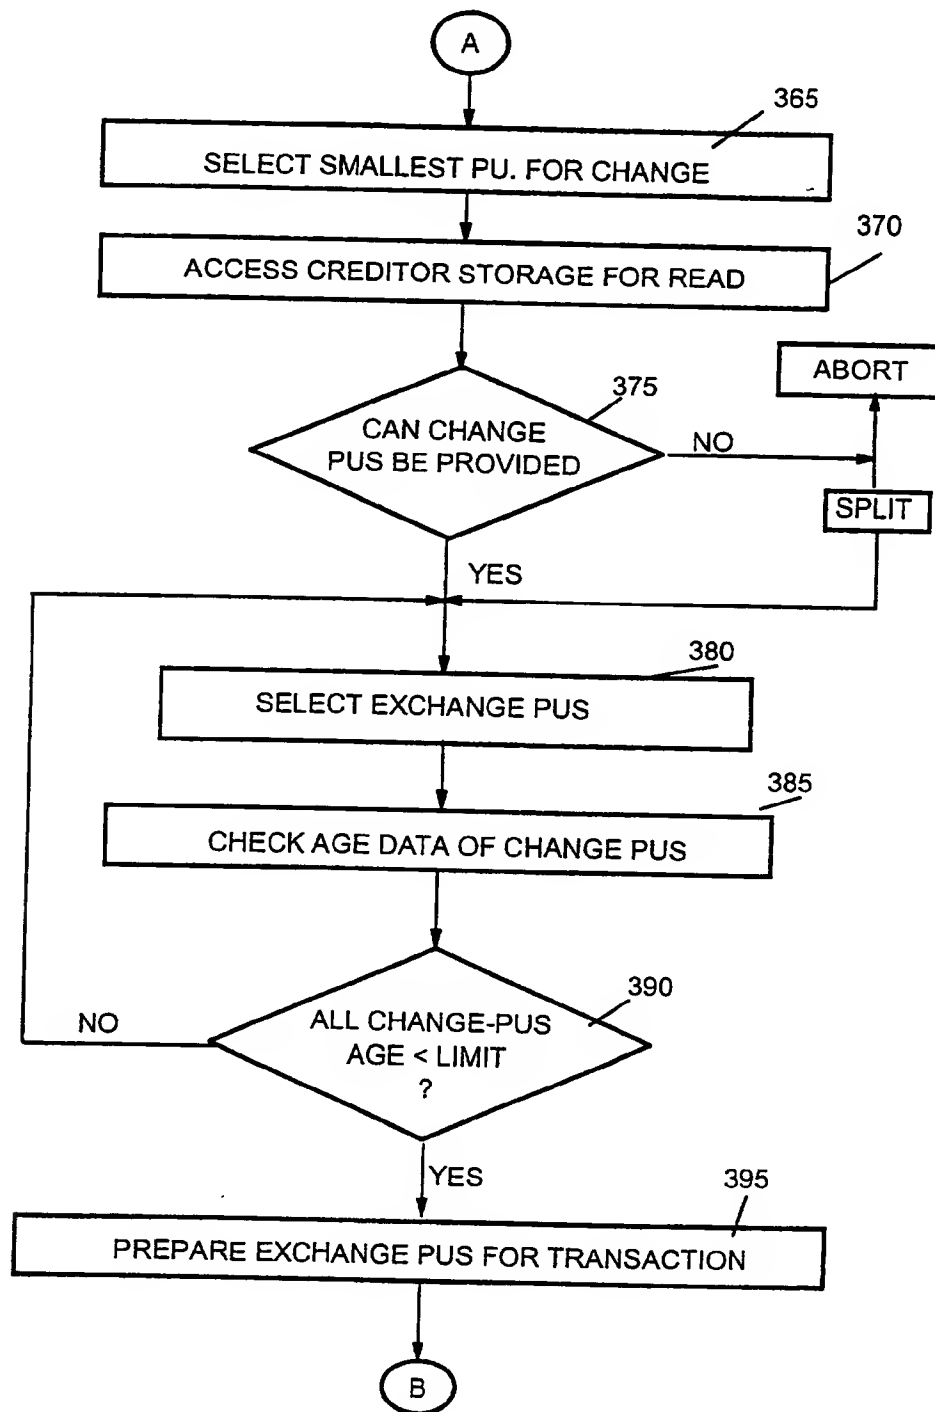 A
365
SELECT SMALLEST PU. FOR CHANGE
370
ACCESS CREDITOR STORAGE FOR READ
ABORT
375
CAN CHANGE
PUS BE PROVIDED
NO
SPLIT
YES
380
SELECT EXCHANGE PUS
385
CHECK AGE DATA OF CHANGE PUS
390
ALL CHANGE-PUS
AGE < LIMIT
?
NO
YES
395
PREPARE EXCHANGE PUS FOR TRANSACTION
B